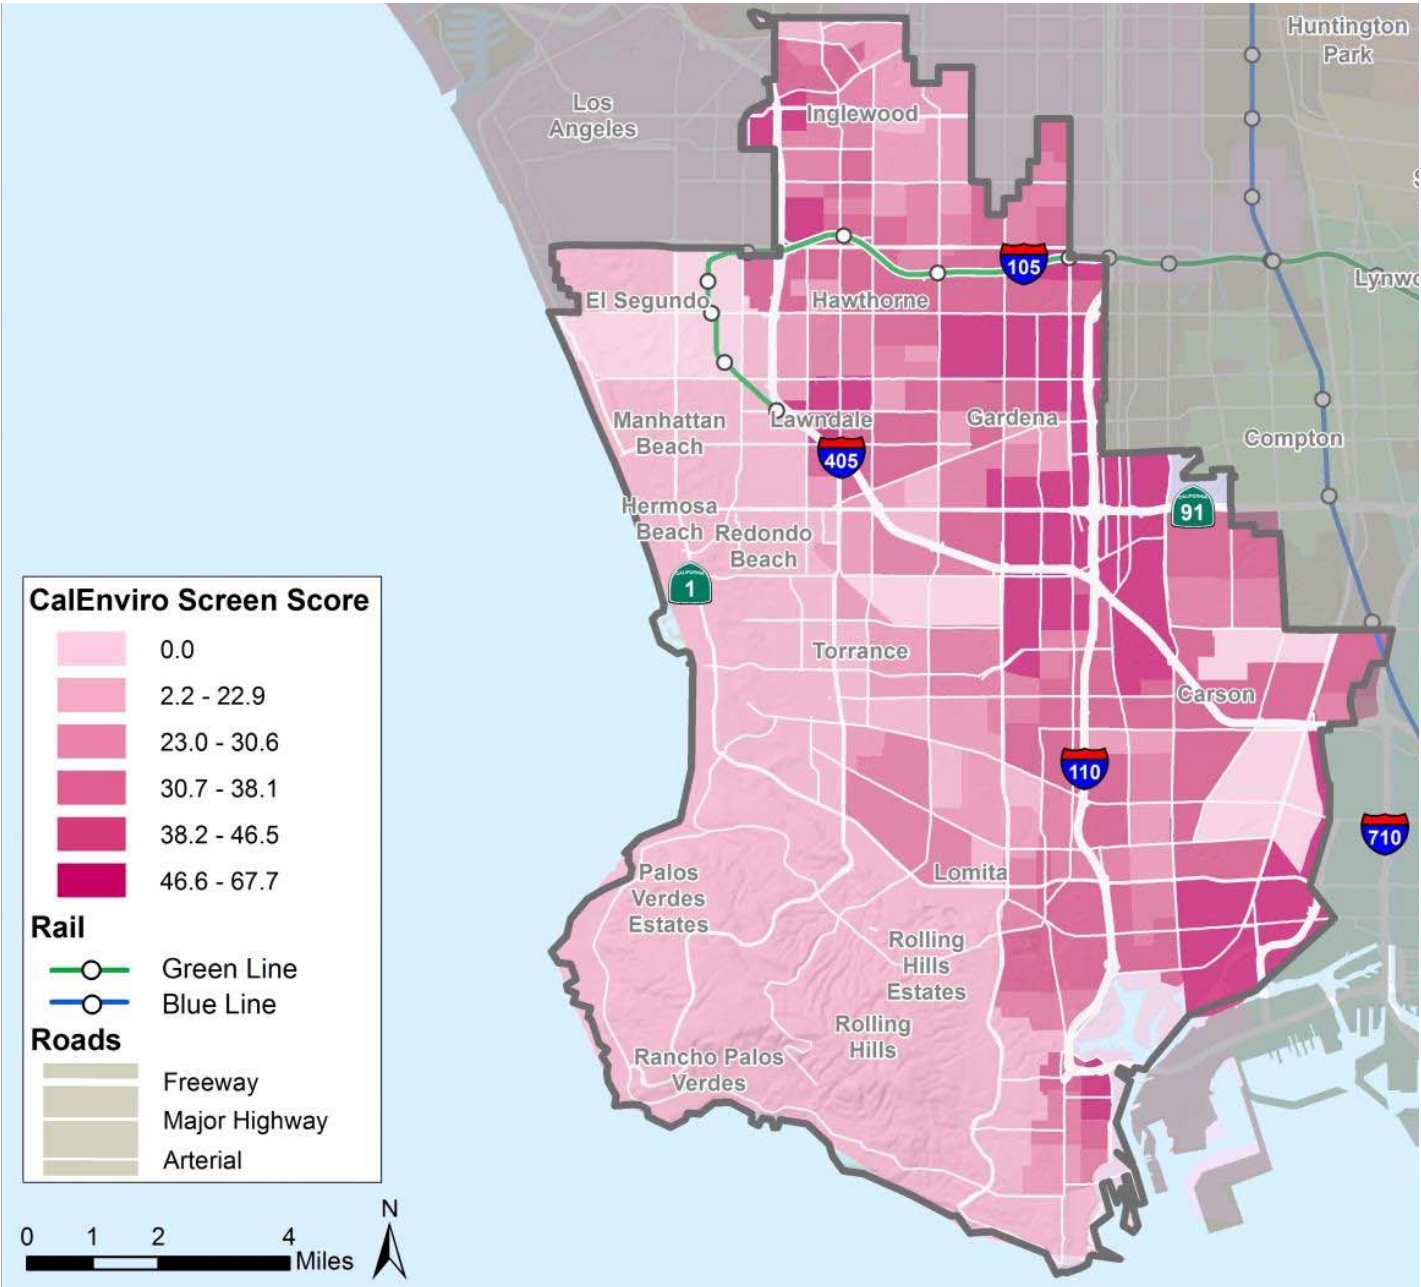 Huntington
Park
Los
Angeles
Inglewood
105
Lynwo
El Segundo
Hawthorne
Manhattan
Beach
Lawndale
Gardena
405
Compton
Hermosa
Beach
Redondo
Beach
91
CALIFORNIA
1
Torrance
Carson
110
710
Palos
Verdes
Estates
Lomita
Rolling
Hills
Estates
Rolling
Hills
Rancho Palos
Verdes
CalEnviro Screen Score
0.0
2.2 - 22.9
23.0 - 30.6
30.7 - 38.1
38.2 - 46.5
46.6 - 67.7
Rail
Green Line
Blue Line
Roads
Freeway
Major Highway
Arterial
0 1 2 4
Miles
N